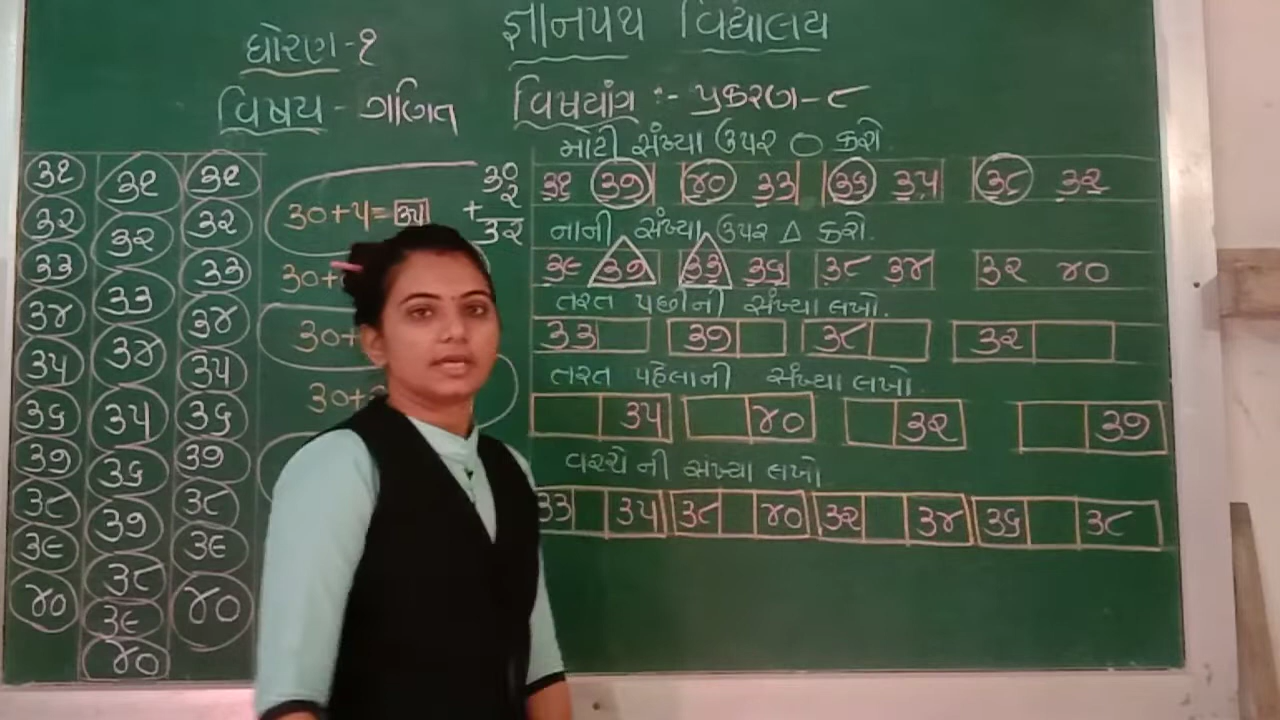 જ્ઞાનપથ વિદ્યાલય
ધોરણ-૧
વિષય - ગણિત
વિષયાંગ :- પ્રકરણ-૮
૩૧ ૩૧ ૩૧
૩૨ ૩૨ ૩૨
૩૩ ૩૩ ૩૩
૩૪ ૩૪ ૩૪
૩૫ ૩૫ ૩૫
૩૬ ૩૬ ૩૬
૩૭ ૩૭ ૩૭
૩૮ ૩૮ ૩૮
૩૯ ૩૯ ૩૯
૪૦ ૪૦ ૪૦
૩૦+૫=૩૫
૩૦+
૩૦+
૩૦+
૩૦
૨
+
૩૨
મોટી સંખ્યા ઉપર ○ કરો.
૩૧ ૩૭ ૪૦ ૩૩ ૩૬ ૩૫ ૩૮ ૩૨
નાની સંખ્યા ઉપર △ કરો.
૩૯ ૩૭ ૩૩ ૩૬ ૩૮ ૩૪ ૩૨ ૪૦
તરત પછીની સંખ્યા લખો.
૩૩ ૩૭ ૩૮ ૩૨
તરત પહેલાની સંખ્યા લખો.
૩૫ ૪૦ ૩૨ ૩૭
વચ્ચેની સંખ્યા લખો.
૩૩ ૩૫ ૩૮ ૪૦ ૩૨ ૩૪ ૩૬ ૩૮